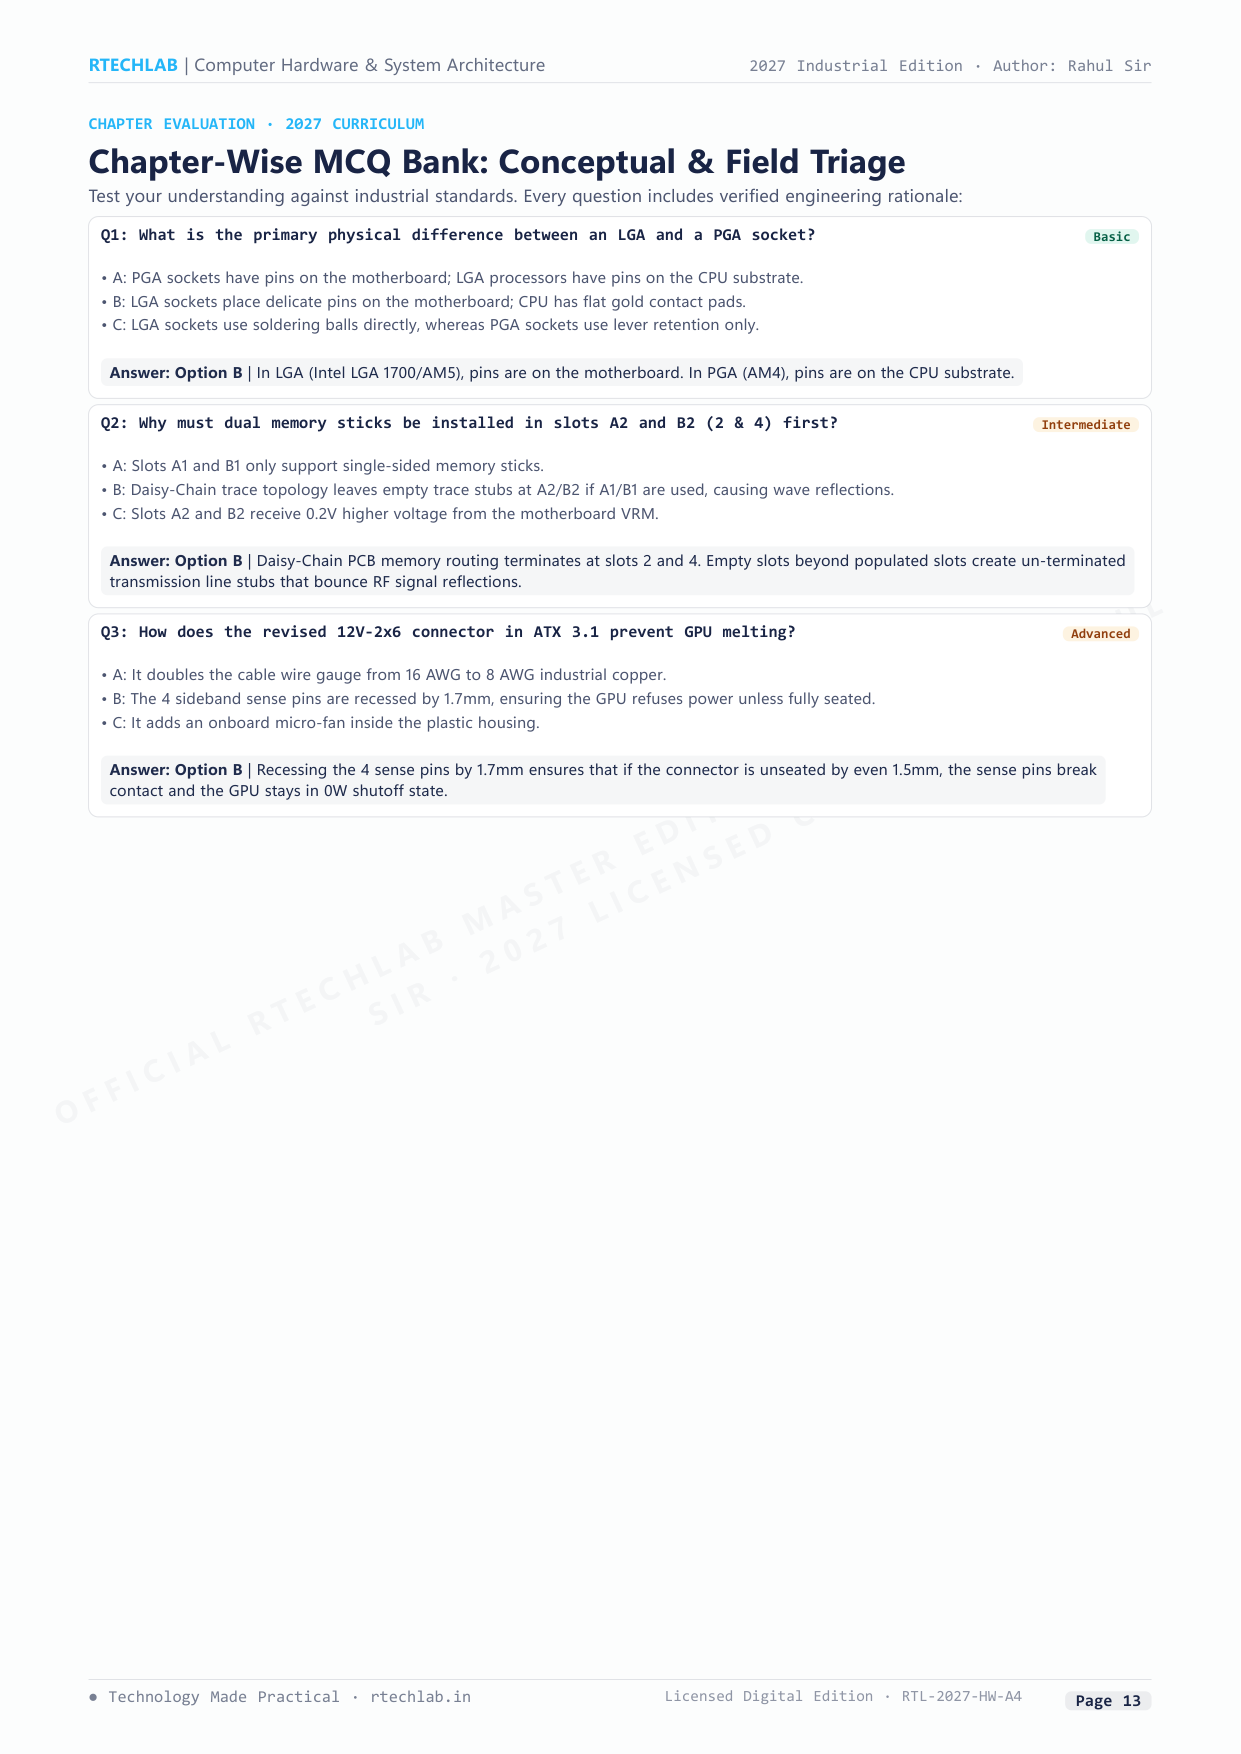 RTECHLAB | Computer Hardware & System Architecture
2027 Industrial Edition · Author: Rahul Sir
CHAPTER EVALUATION · 2027 CURRICULUM
Chapter-Wise MCQ Bank: Conceptual & Field Triage
Test your understanding against industrial standards. Every question includes verified engineering rationale:
Q1: What is the primary physical difference between an LGA and a PGA socket?
Basic
• A: PGA sockets have pins on the motherboard; LGA processors have pins on the CPU substrate.
• B: LGA sockets place delicate pins on the motherboard; CPU has flat gold contact pads.
• C: LGA sockets use soldering balls directly, whereas PGA sockets use lever retention only.
Answer: Option B | In LGA (Intel LGA 1700/AM5), pins are on the motherboard. In PGA (AM4), pins are on the CPU substrate.
Q2: Why must dual memory sticks be installed in slots A2 and B2 (2 & 4) first?
Intermediate
• A: Slots A1 and B1 only support single-sided memory sticks.
• B: Daisy-Chain trace topology leaves empty trace stubs at A2/B2 if A1/B1 are used, causing wave reflections.
• C: Slots A2 and B2 receive 0.2V higher voltage from the motherboard VRM.
Answer: Option B | Daisy-Chain PCB memory routing terminates at slots 2 and 4. Empty slots beyond populated slots create un-terminated
transmission line stubs that bounce RF signal reflections.
Q3: How does the revised 12V-2x6 connector in ATX 3.1 prevent GPU melting?
Advanced
• A: It doubles the cable wire gauge from 16 AWG to 8 AWG industrial copper.
• B: The 4 sideband sense pins are recessed by 1.7mm, ensuring the GPU refuses power unless fully seated.
• C: It adds an onboard micro-fan inside the plastic housing.
Answer: Option B | Recessing the 4 sense pins by 1.7mm ensures that if the connector is unseated by even 1.5mm, the sense pins break
contact and the GPU stays in 0W shutoff state.
OFFICIAL RTECHLAB MASTER
SIR · 2027 LICENSED
● Technology Made Practical · rtechlab.in
Licensed Digital Edition · RTL-2027-HW-A4
Page 13